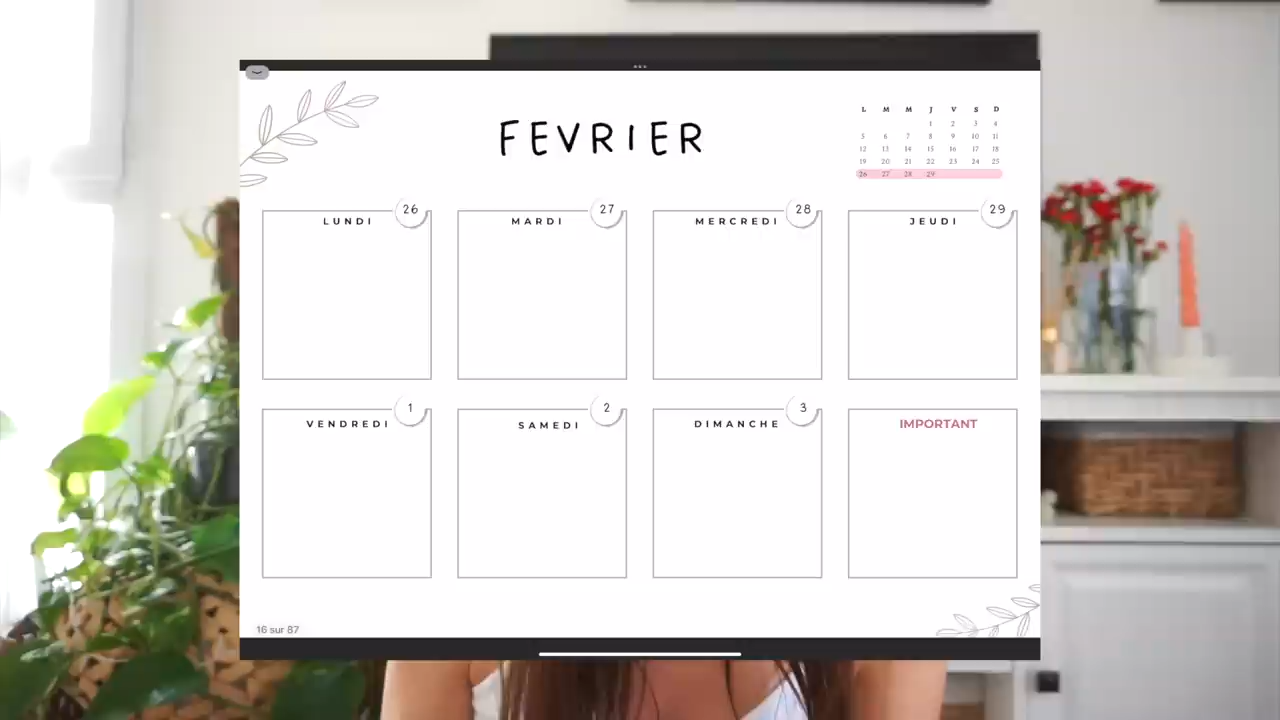 FEVRIER
L M M J V S D
1 2 3 4
5 6 7 8 9 10 11
12 13 14 15 16 17 18
19 20 21 22 23 24 25
26 27 28 29
LUNDI 26
MARDI 27
MERCREDI 28
JEUDI 29
VENDREDI 1
SAMEDI 2
DIMANCHE 3
IMPORTANT
16 sur 87